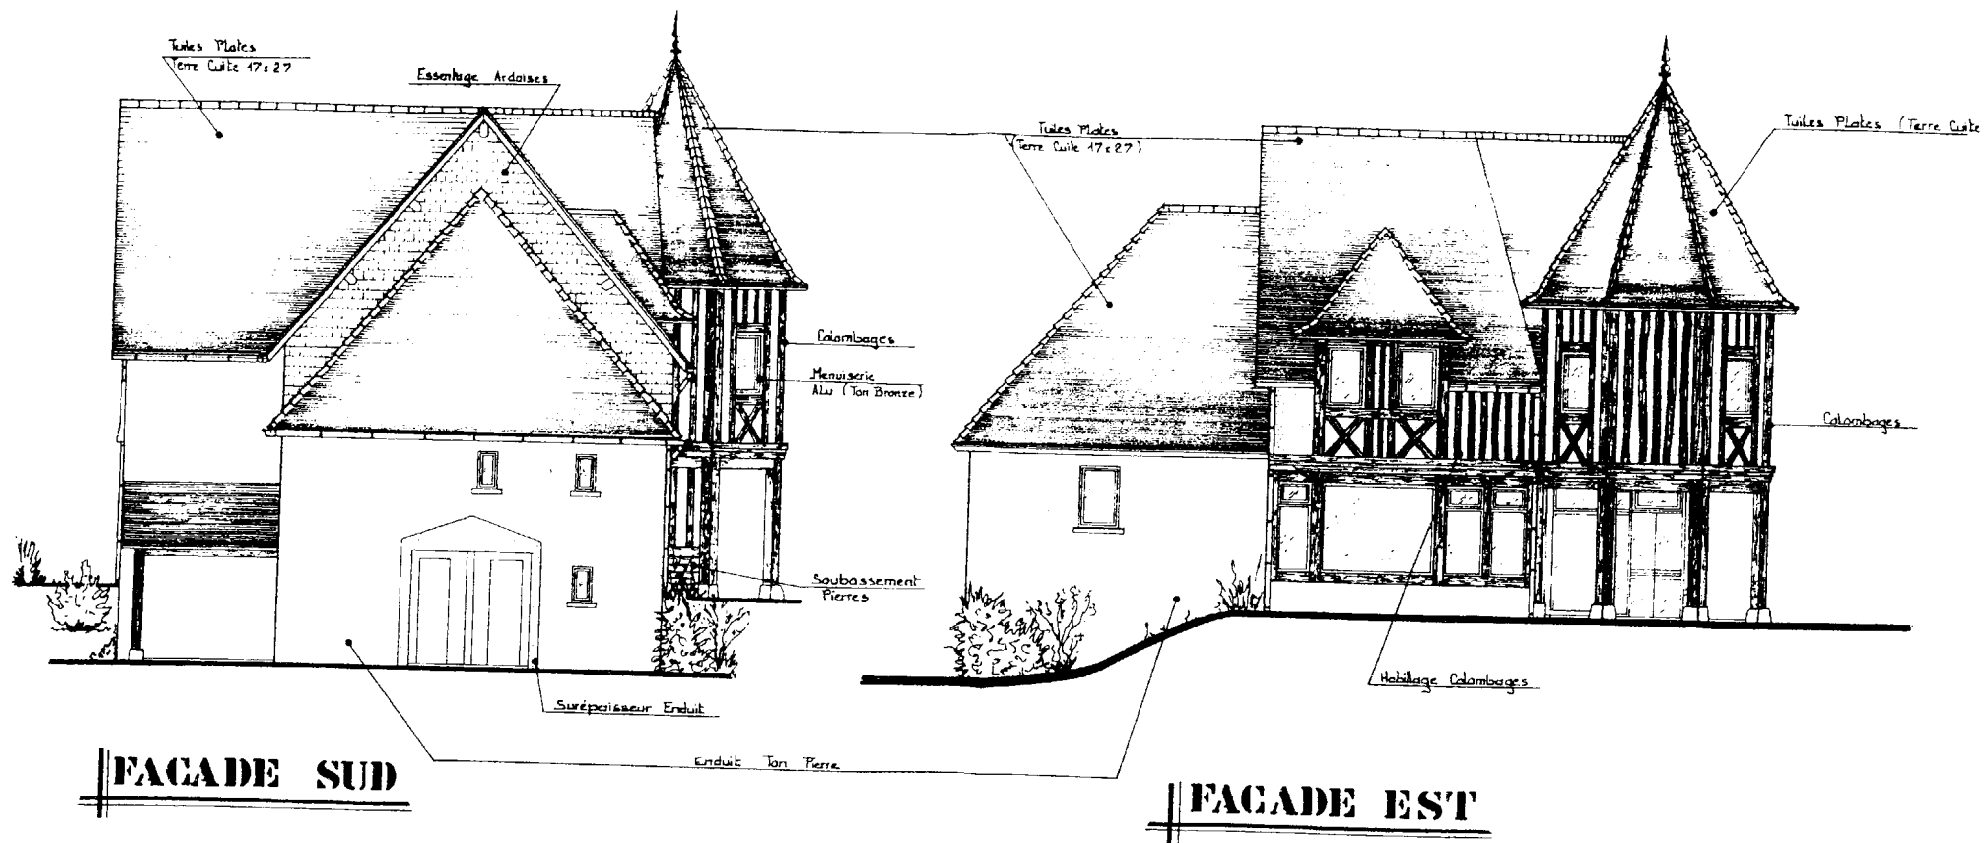 Tuiles Plates
Terre Cuite 17x27
Essentage Ardoises
Tuiles Plates
(Terre Cuite 17x27)
Tuiles Plates (Terre Cuite
Colombages
Menuiserie
Alu (Ton Bronze)
Colombages
Soubassement
Pierres
Habillage Colombages
Surépaisseur Enduit
Enduit Ton Pierre
FACADE SUD
FACADE EST